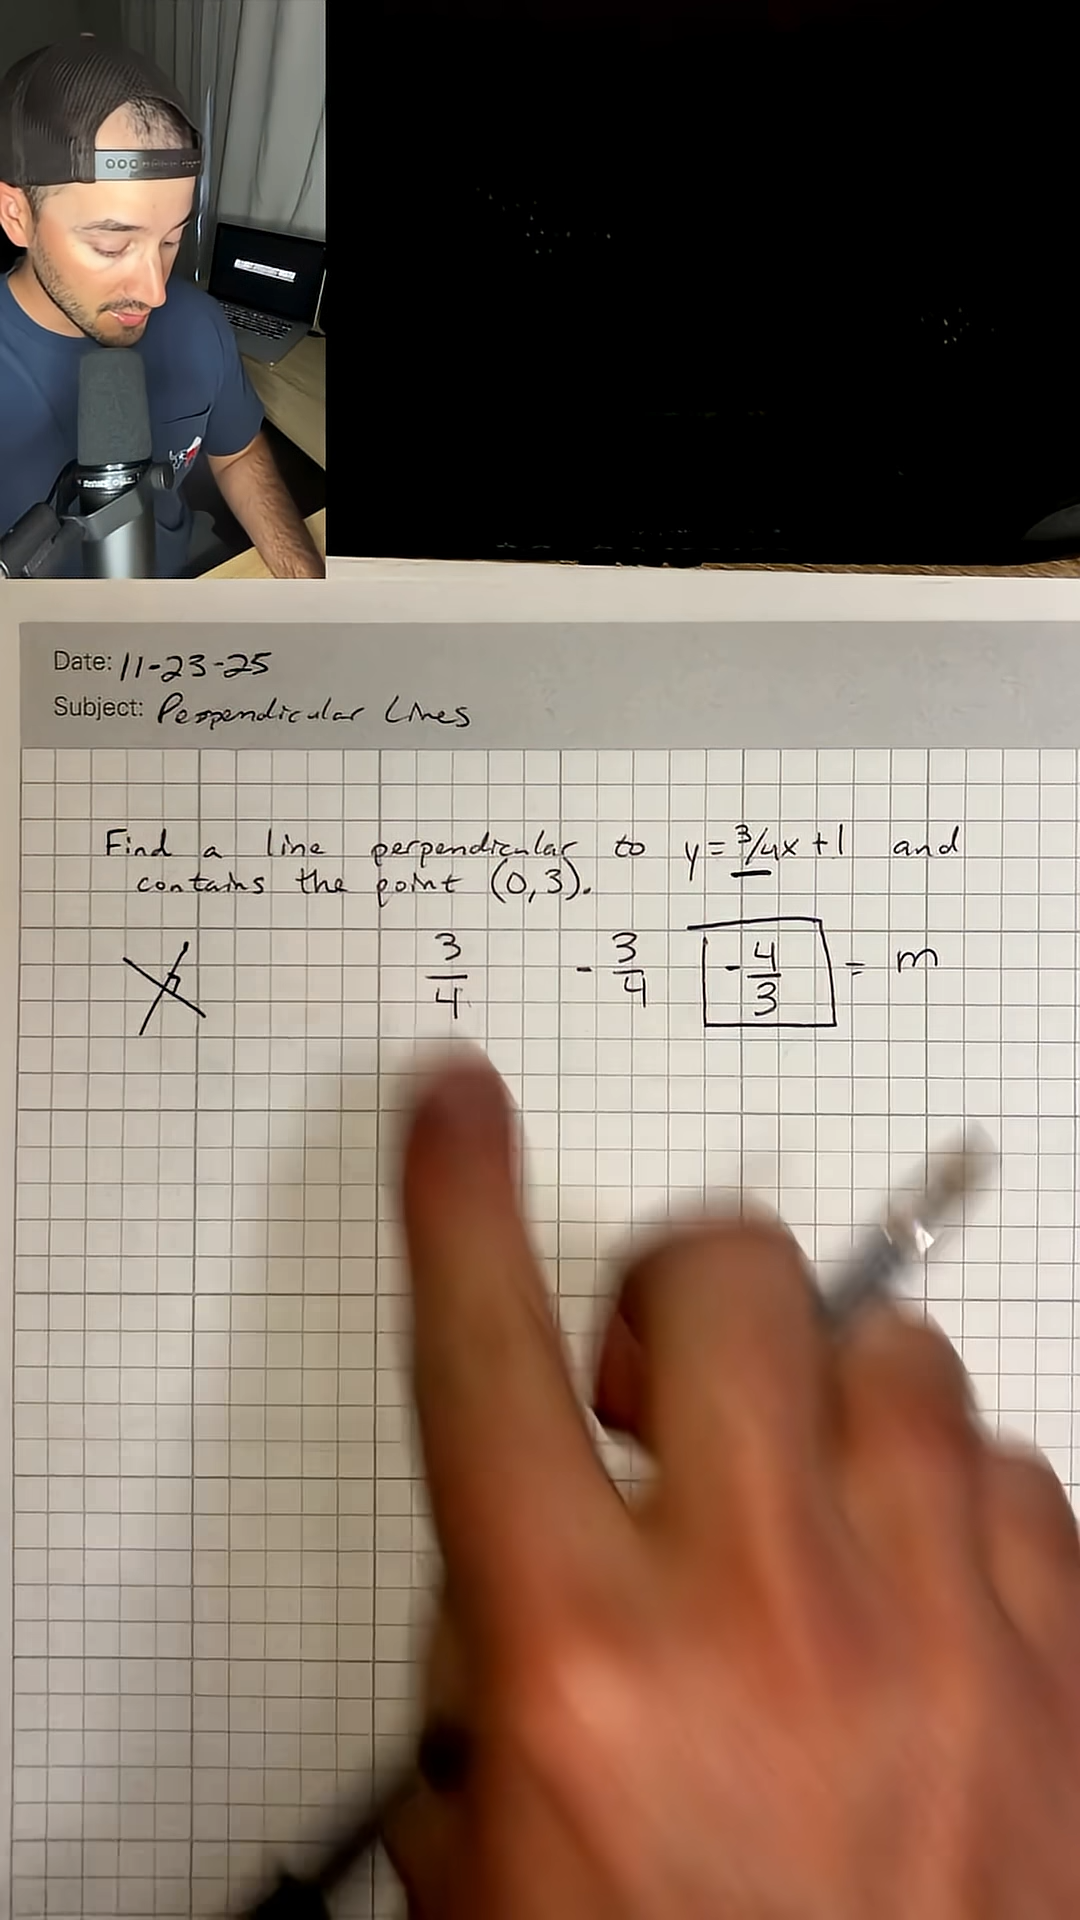 Date: 11-23-25
Subject: Perpendicular Lines
Find a line perpendicular to y = 3/4x + 1 and
contains the point (0,3).
3/4 - 3/4 - 4/3 = m